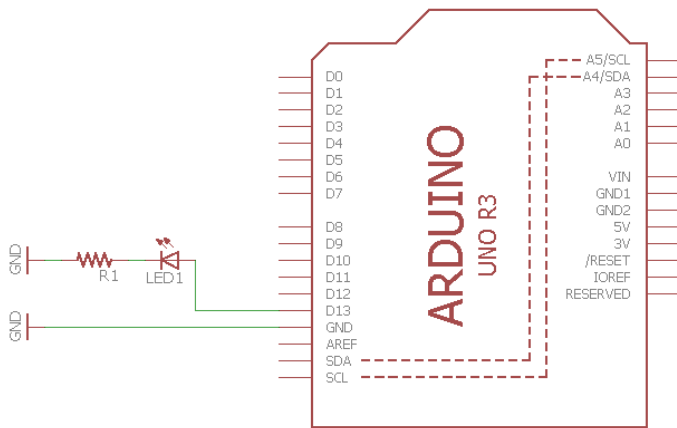 D0
D1
D2
D3
D4
D5
D6
D7
D8
D9
D10
D11
D12
D13
GND
AREF
SDA
SCL
ARDUINO
UNO R3
A5/SCL
A4/SDA
A3
A2
A1
A0
VIN
GND1
GND2
5V
3V
/RESET
IOREF
RESERVED
GND
R1
LED1
GND